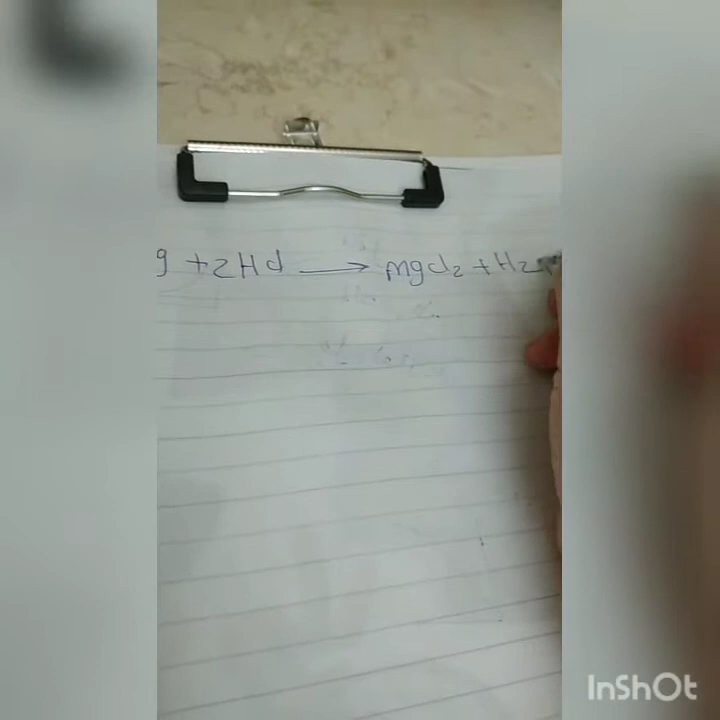 g + 2HCl → mgcl₂ + H₂
InShOt